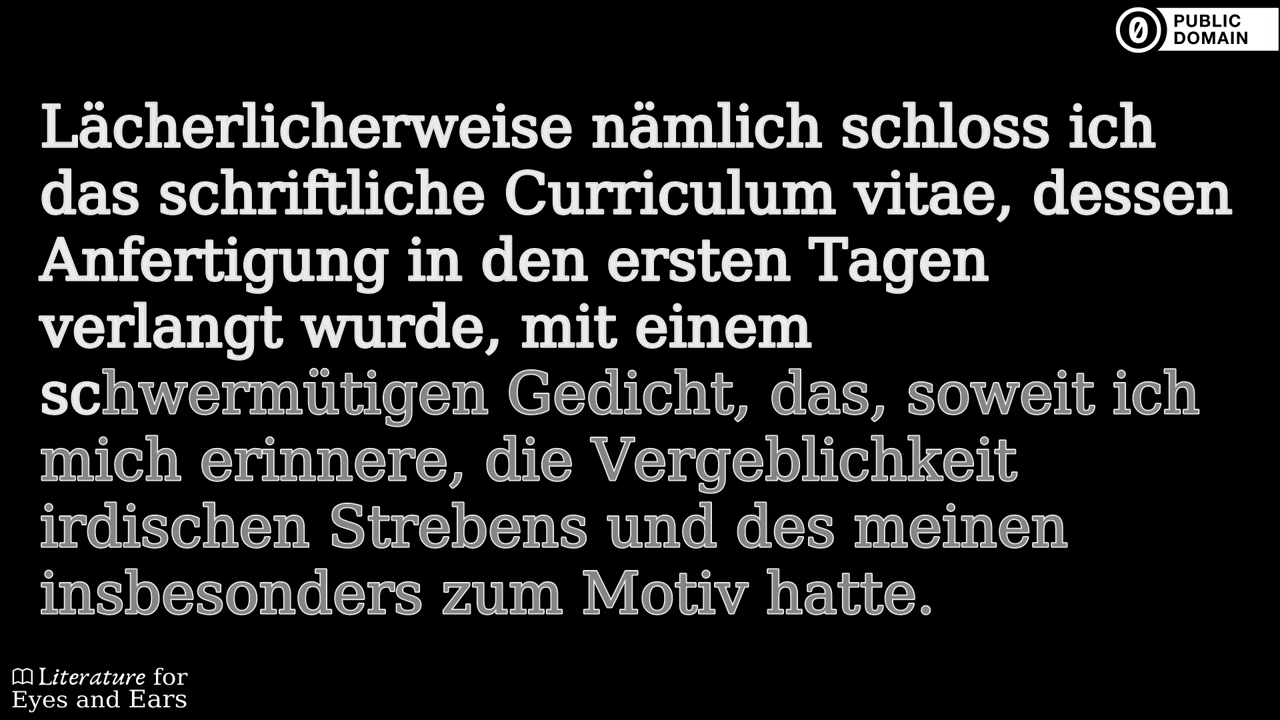 PUBLIC
DOMAIN
Lächerlicherweise nämlich schloss ich
das schriftliche Curriculum vitae, dessen
Anfertigung in den ersten Tagen
verlangt wurde, mit einem
schwermütigen Gedicht, das, soweit ich
mich erinnere, die Vergeblichkeit
irdischen Strebens und des meinen
insbesonders zum Motiv hatte.
Literature for
Eyes and Ears